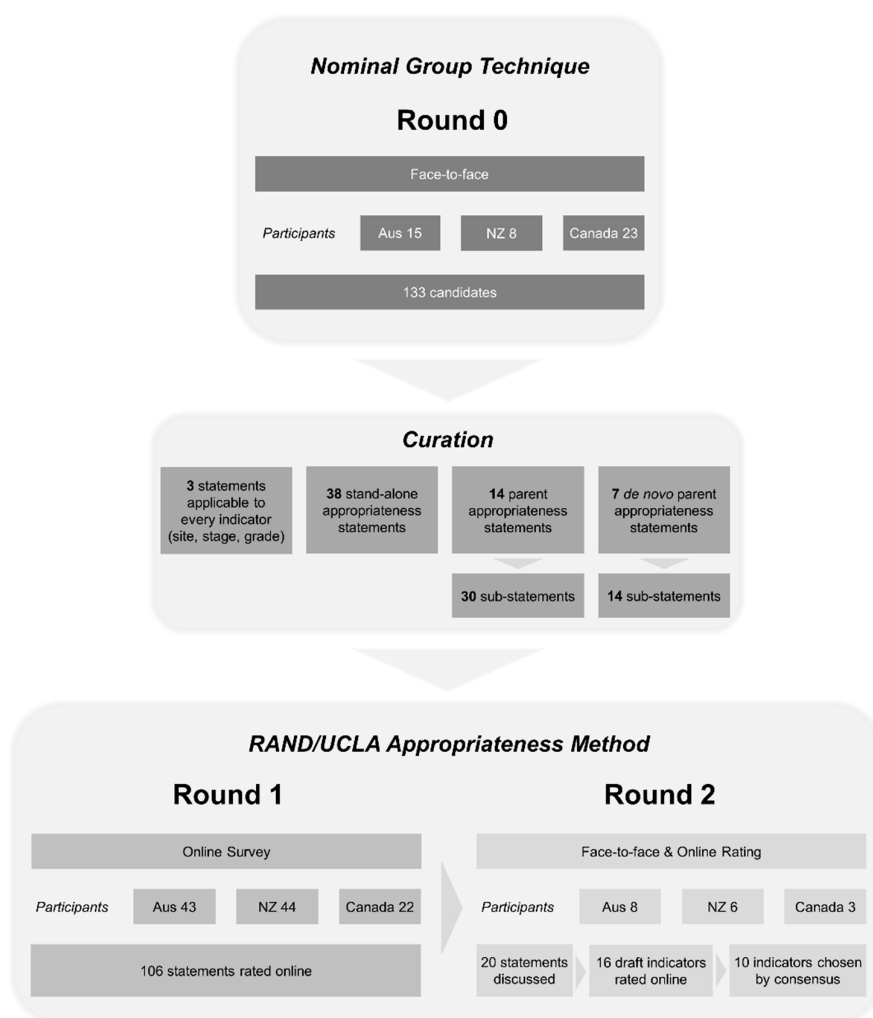 Nominal Group Technique
Round 0
Face-to-face
Participants Aus 15 NZ 8 Canada 23
133 candidates
Curation
3 statements
applicable to
every indicator
(site, stage, grade)
38 stand-alone
appropriateness
statements
14 parent
appropriateness
statements
7 de novo parent
appropriateness
statements
30 sub-statements
14 sub-statements
RAND/UCLA Appropriateness Method
Round 1
Online Survey
Participants Aus 43 NZ 44 Canada 22
106 statements rated online
Round 2
Face-to-face & Online Rating
Participants Aus 8 NZ 6 Canada 3
20 statements
discussed
16 draft indicators
rated online
10 indicators chosen
by consensus